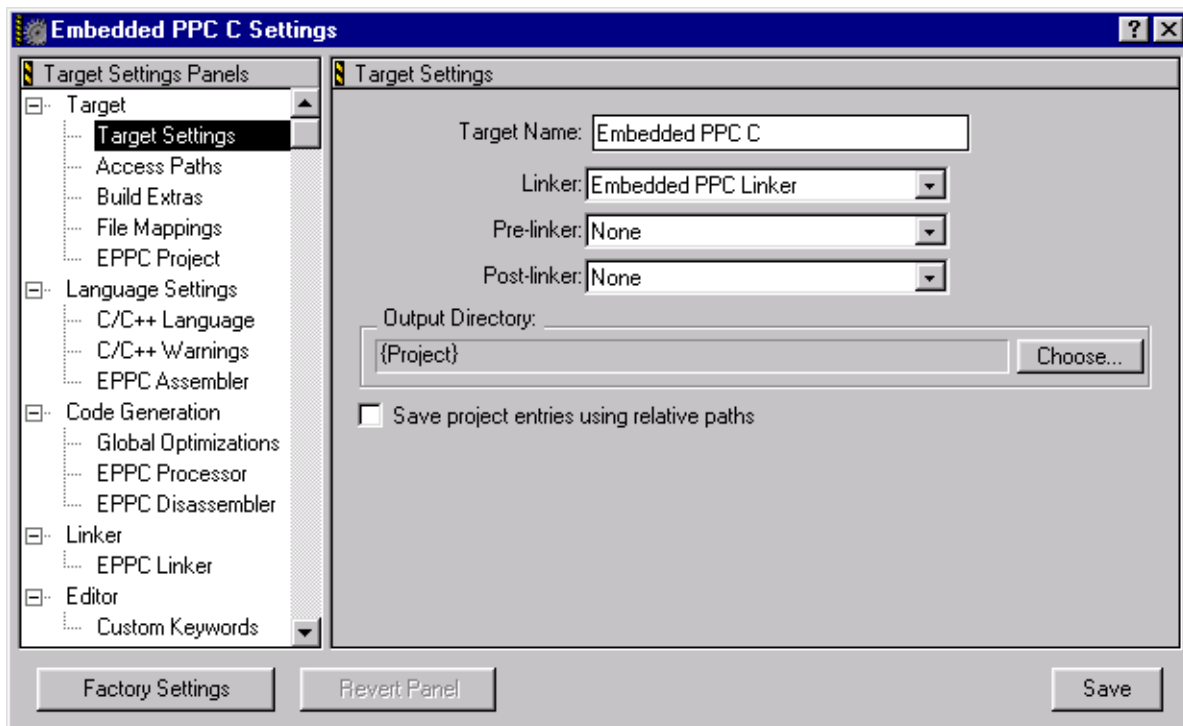 Embedded PPC C Settings
?
Target Settings Panels
Target
Target Settings
Access Paths
Build Extras
File Mappings
EPPC Project
Language Settings
C/C++ Language
C/C++ Warnings
EPPC Assembler
Code Generation
Global Optimizations
EPPC Processor
EPPC Disassembler
Linker
EPPC Linker
Editor
Custom Keywords
Target Settings
Target Name: Embedded PPC C
Linker: Embedded PPC Linker
Pre-linker: None
Post-linker: None
Output Directory:
{Project} Choose...
Save project entries using relative paths
Factory Settings Revert Panel Save